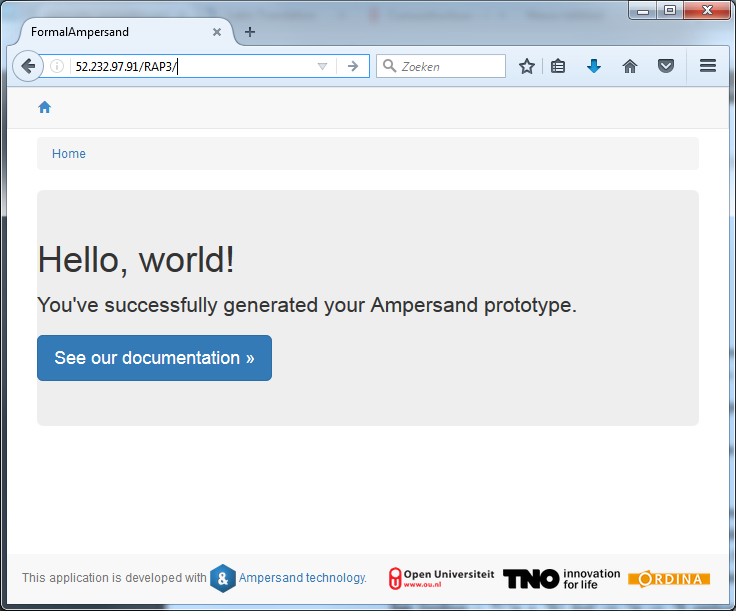 FormalAmpersand
52.232.97.91/RAP3/
Zoeken
Home
Hello, world!
You've successfully generated your Ampersand prototype.
See our documentation »
This application is developed with & Ampersand technology.
Open Universiteit
www.ou.nl
TNO innovation
for life
ORDINA